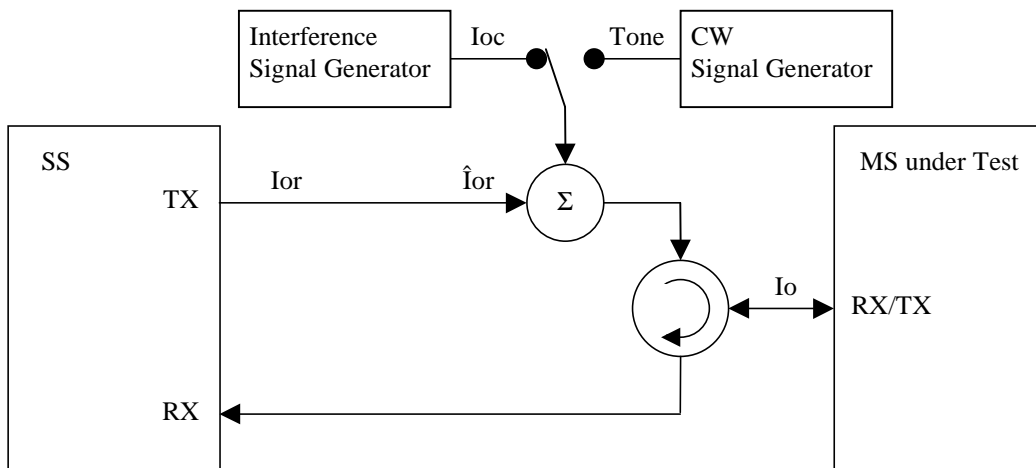 Interference
Signal Generator
Ioc
Tone
CW
Signal Generator
SS
MS under Test
TX
Ior
Îor
Σ
Io
RX/TX
RX